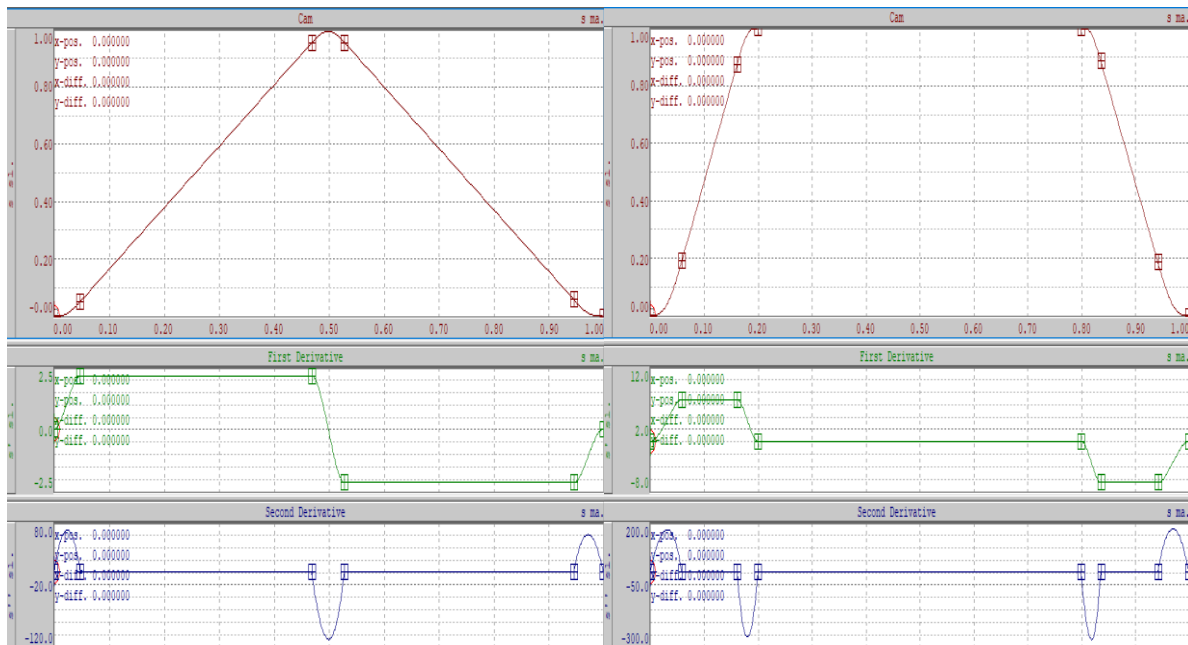 Cam s ma.
x-pos. 0.000000
y-pos. 0.000000
x-diff. 0.000000
y-diff. 0.000000
1.00
0.80
0.60
0.40
0.20
-0.00
0.00 0.10 0.20 0.30 0.40 0.50 0.60 0.70 0.80 0.90 1.00
First Derivative s ma.
x-pos. 0.000000
y-pos. 0.000000
x-diff. 0.000000
y-diff. 0.000000
2.5
0.0
-2.5
Second Derivative s ma.
x-pos. 0.000000
y-pos. 0.000000
x-diff. 0.000000
y-diff. 0.000000
80.0
-20.0
-120.0
Cam s ma.
x-pos. 0.000000
y-pos. 0.000000
x-diff. 0.000000
y-diff. 0.000000
1.00
0.80
0.60
0.40
0.20
0.00
0.00 0.10 0.20 0.30 0.40 0.50 0.60 0.70 0.80 0.90 1.00
First Derivative s ma.
x-pos. 0.000000
y-pos. 0.000000
x-diff. 0.000000
y-diff. 0.000000
12.0
2.0
-8.0
Second Derivative s ma.
x-pos. 0.000000
y-pos. 0.000000
x-diff. 0.000000
y-diff. 0.000000
200.0
-50.0
-300.0